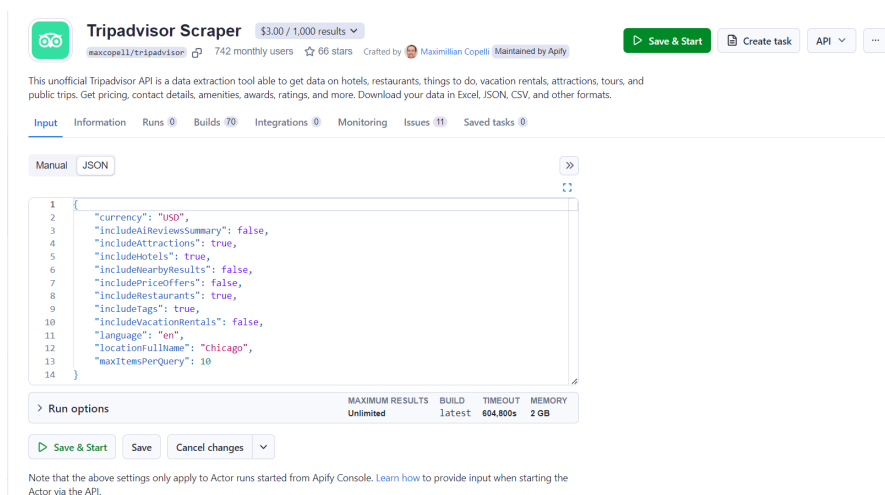 Tripadvisor Scraper $3.00 / 1,000 results
maxcopell/tripadvisor 742 monthly users 66 stars Crafted by Maximillian Copelli Maintained by Apify
Save & Start Create task API ...
This unofficial Tripadvisor API is a data extraction tool able to get data on hotels, restaurants, things to do, vacation rentals, attractions, tours, and
public trips. Get pricing, contact details, amenities, awards, ratings, and more. Download your data in Excel, JSON, CSV, and other formats.
Input Information Runs 0 Builds 70 Integrations 0 Monitoring Issues 11 Saved tasks 0
Manual JSON
1 {
2 "currency": "USD",
3 "includeAiReviewsSummary": false,
4 "includeAttractions": true,
5 "includeHotels": true,
6 "includeNearbyResults": false,
7 "includePriceOffers": false,
8 "includeRestaurants": true,
9 "includeTags": true,
10 "includeVacationRentals": false,
11 "language": "en",
12 "locationFullName": "Chicago",
13 "maxItemsPerQuery": 10
14 }
Run options
MAXIMUM RESULTS BUILD TIMEOUT MEMORY
Unlimited latest 604,800s 2 GB
Save & Start Save Cancel changes
Note that the above settings only apply to Actor runs started from Apify Console. Learn how to provide input when starting the
Actor via the API.